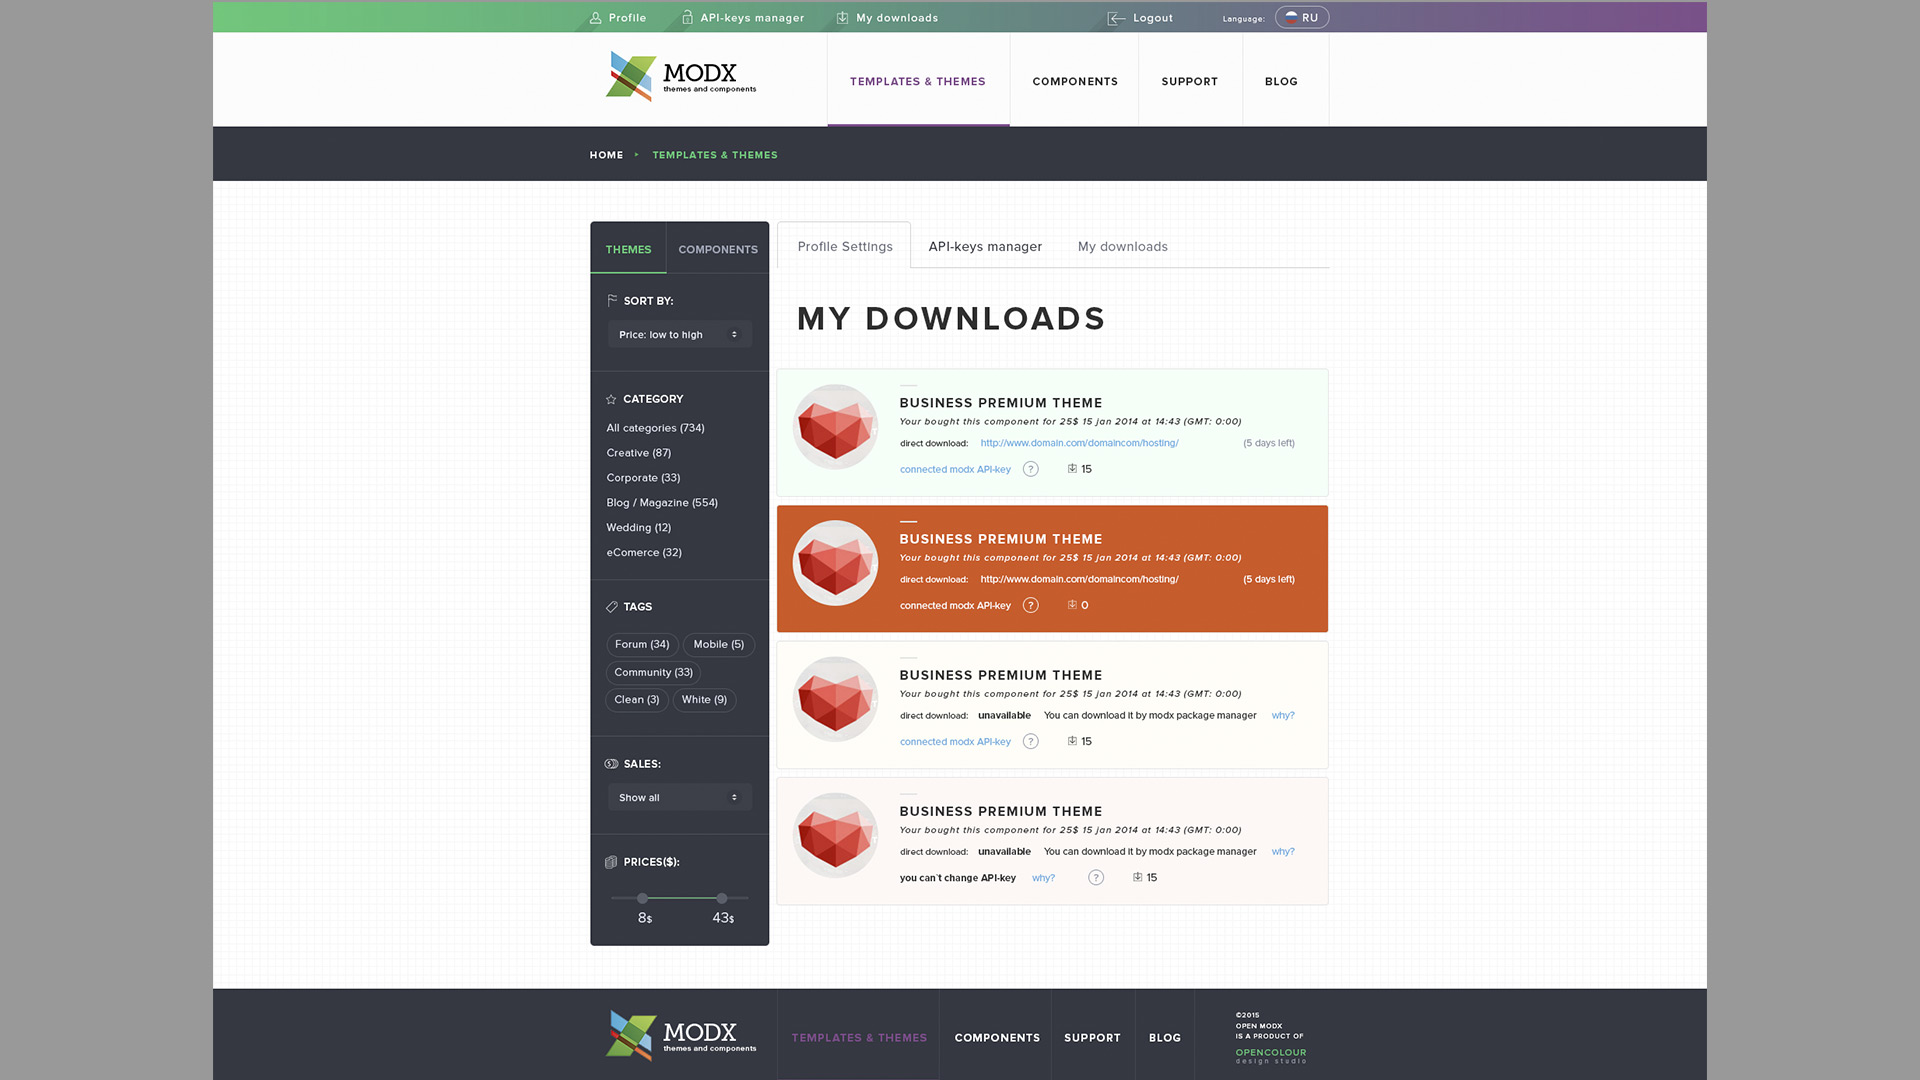 Profile API-keys manager My downloads Logout Language: RU
MODX
themes and components
TEMPLATES & THEMES COMPONENTS SUPPORT BLOG
HOME TEMPLATES & THEMES
THEMES COMPONENTS
SORT BY:
Price: low to high
CATEGORY
All categories (734)
Creative (87)
Corporate (33)
Blog / Magazine (554)
Wedding (12)
eComerce (32)
TAGS
Forum (34) Mobile (5)
Community (33)
Clean (3) White (9)
SALES:
Show all
PRICES($):
8$ 43$
Profile Settings API-keys manager My downloads
MY DOWNLOADS
BUSINESS PREMIUM THEME
Your bought this component for 25$ 15 jan 2014 at 14:43 (GMT: 0:00)
direct download: http://www.domain.com/domaincom/hosting/ (5 days left)
connected modx API-key ? 15
BUSINESS PREMIUM THEME
Your bought this component for 25$ 15 jan 2014 at 14:43 (GMT: 0:00)
direct download: http://www.domain.com/domaincom/hosting/ (5 days left)
connected modx API-key ? 0
BUSINESS PREMIUM THEME
Your bought this component for 25$ 15 jan 2014 at 14:43 (GMT: 0:00)
direct download: unavailable You can download it by modx package manager why?
connected modx API-key ? 15
BUSINESS PREMIUM THEME
Your bought this component for 25$ 15 jan 2014 at 14:43 (GMT: 0:00)
direct download: unavailable You can download it by modx package manager why?
you can`t change API-key why? ? 15
MODX
themes and components
TEMPLATES & THEMES COMPONENTS SUPPORT BLOG
©2015
OPEN MODX
IS A PRODUCT OF
OPENCOLOUR
design studio